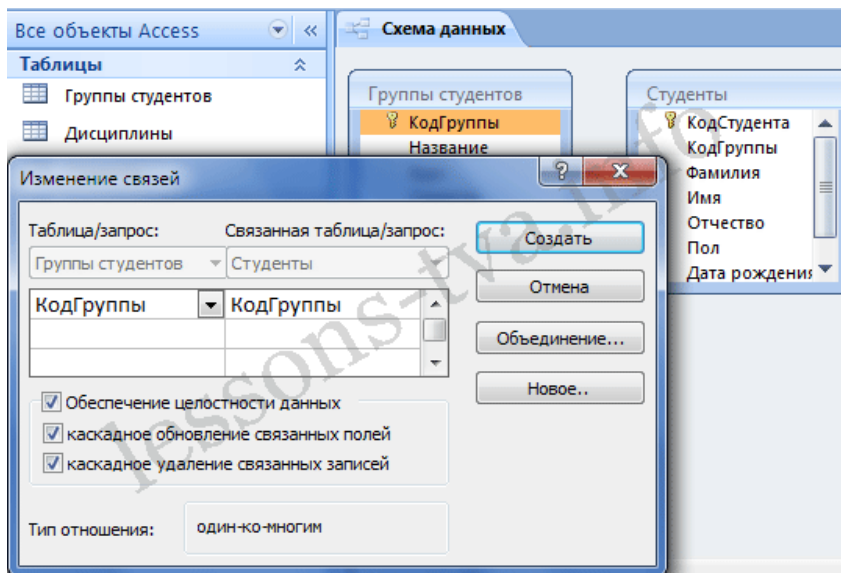 Все объекты Access
Таблицы
Группы студентов
Дисциплины
Схема данных
Группы студентов
КодГруппы
Название
Студенты
КодСтудента
КодГруппы
Фамилия
Имя
Отчество
Пол
Дата рождения
Изменение связей
Таблица/запрос: Связанная таблица/запрос:
Группы студентов Студенты
КодГруппы КодГруппы
Обеспечение целостности данных
каскадное обновление связанных полей
каскадное удаление связанных записей
Тип отношения: один-ко-многим
Создать
Отмена
Объединение...
Новое..
lessons-tva.info